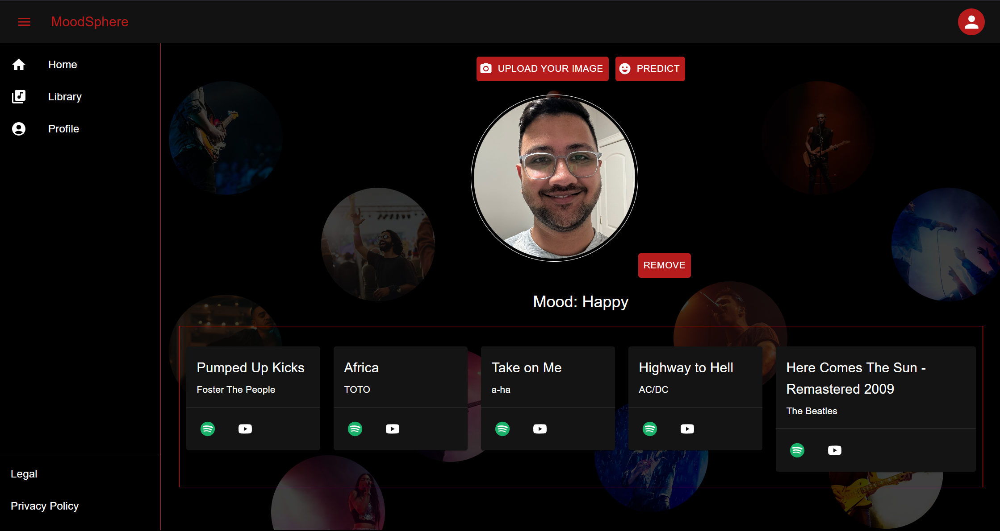 MoodSphere
Home
Library
Profile
Legal
Privacy Policy
UPLOAD YOUR IMAGE
PREDICT
REMOVE
Mood: Happy
Pumped Up Kicks
Foster The People
Africa
TOTO
Take on Me
a-ha
Highway to Hell
AC/DC
Here Comes The Sun -
Remastered 2009
The Beatles